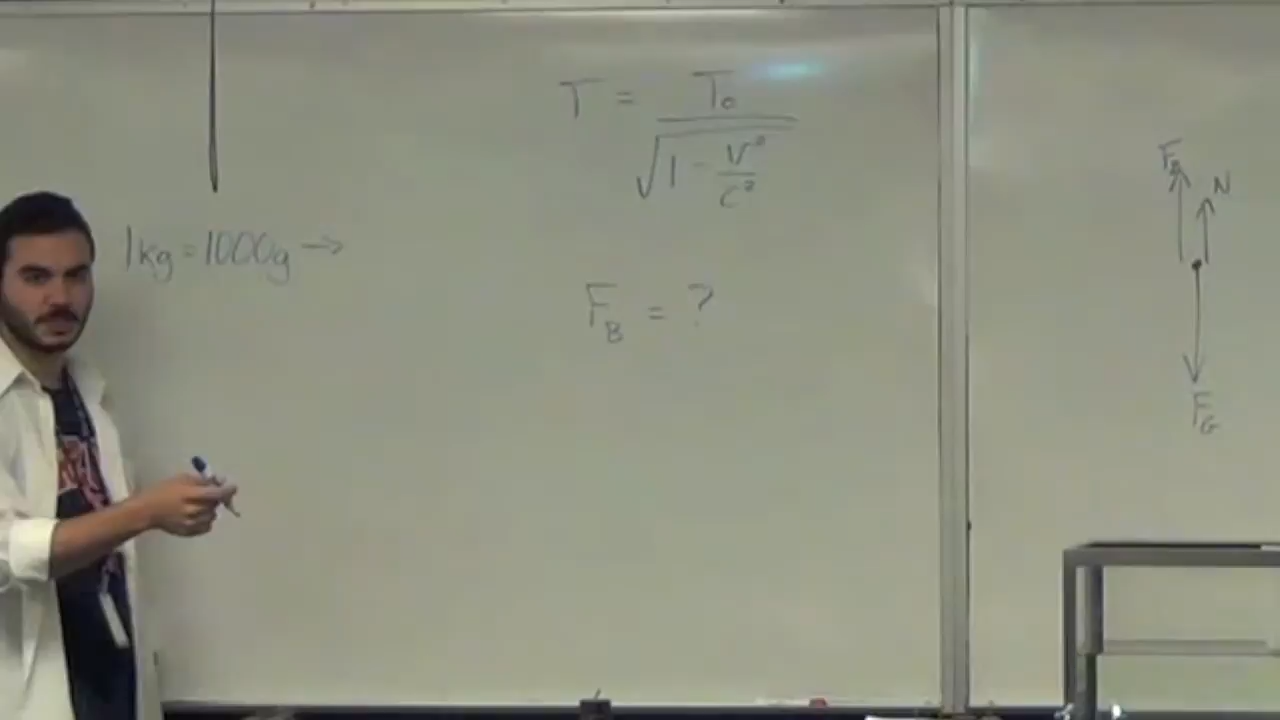 T = T₀ / √(1 - V²/C²)
1kg = 1000g →
F_B = ?
F_B
N
F_G